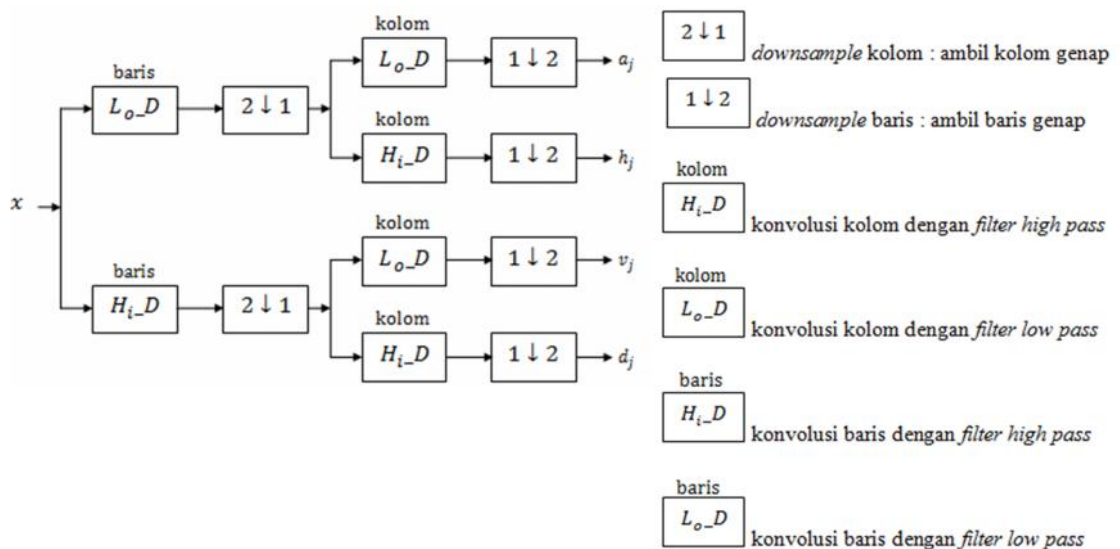 kolom
L_o_D
1 ↓ 2
a_j
baris
L_o_D
2 ↓ 1
kolom
H_i_D
1 ↓ 2
h_j
x
kolom
L_o_D
1 ↓ 2
v_j
baris
H_i_D
2 ↓ 1
kolom
H_i_D
1 ↓ 2
d_j
2 ↓ 1
downsample kolom : ambil kolom genap
1 ↓ 2
downsample baris : ambil baris genap
kolom
H_i_D
konvolusi kolom dengan filter high pass
kolom
L_o_D
konvolusi kolom dengan filter low pass
baris
H_i_D
konvolusi baris dengan filter high pass
baris
L_o_D
konvolusi baris dengan filter low pass